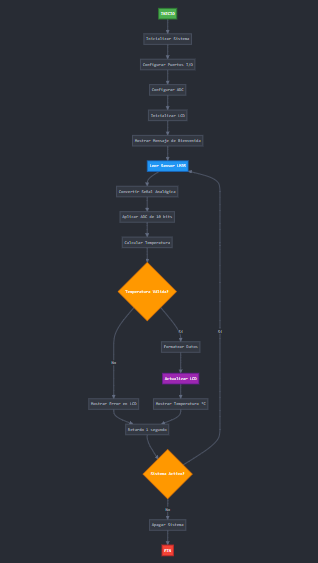 INICIO
Inicializar Sistema
Configurar Puertos I/O
Configurar ADC
Inicializar LCD
Mostrar Mensaje de Bienvenida
Leer Sensor LM35
Convertir Señal Analógica
Aplicar ADC de 10 bits
Calcular Temperatura
Temperatura Válida?
Sí
Sí
Formatear Datos
No
Actualizar LCD
Mostrar Error en LCD
Mostrar Temperatura °C
Retardo 1 segundo
Sistema Activo?
No
Apagar Sistema
FIN